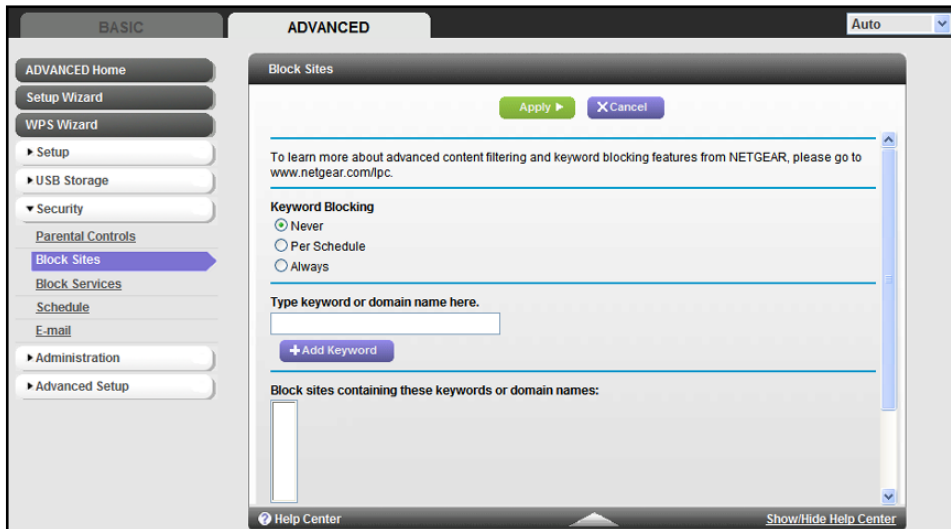 BASIC
ADVANCED
Auto
ADVANCED Home
Setup Wizard
WPS Wizard
Setup
USB Storage
Security
Parental Controls
Block Sites
Block Services
Schedule
E-mail
Administration
Advanced Setup
Block Sites
Apply
Cancel
To learn more about advanced content filtering and keyword blocking features from NETGEAR, please go to
www.netgear.com/lpc.
Keyword Blocking
Never
Per Schedule
Always
Type keyword or domain name here.
+Add Keyword
Block sites containing these keywords or domain names:
Help Center
Show/Hide Help Center